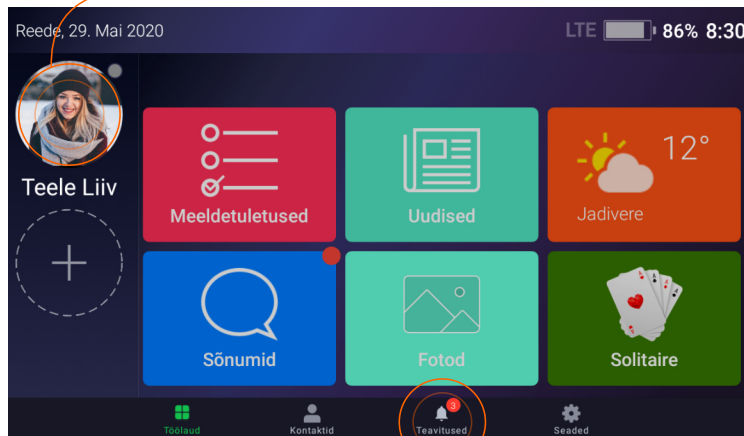 Reede, 29. Mai 2020
LTE 86% 8:30
Teele Liiv
Meeldetuletused
Uudised
12°
Jadivere
Sõnumid
Fotod
Solitaire
3
Töölaud
Kontaktid
Teavitused
Seaded